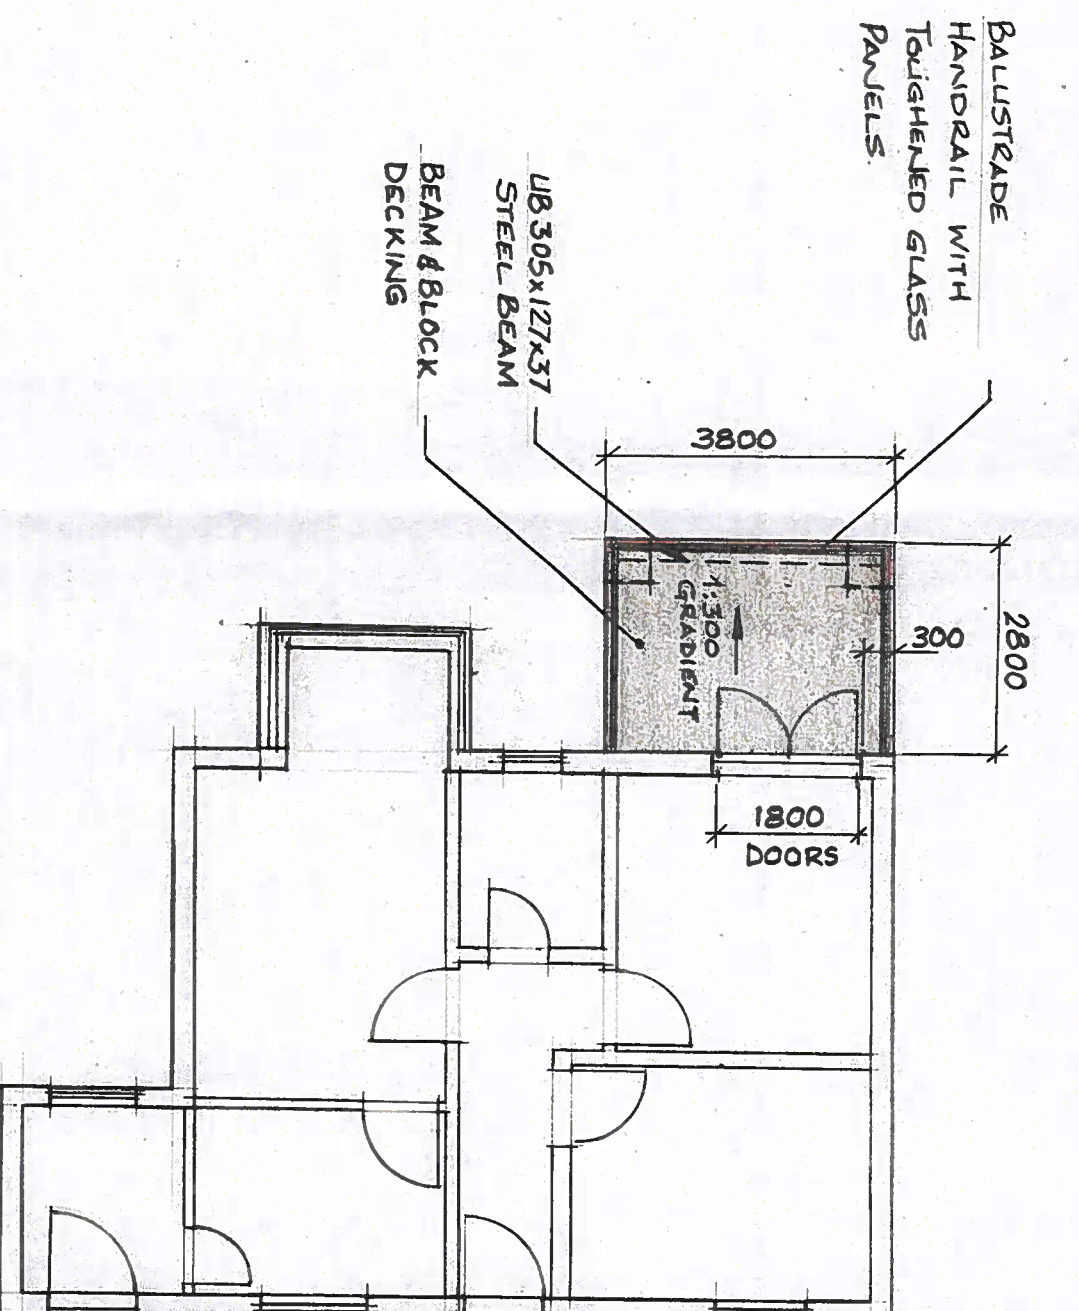 BALUSTRADE
HANDRAIL WITH
TOUGHENED GLASS
PANELS.
UB 305x127x37
STEEL BEAM
BEAM & BLOCK
DECKING
3800
2800
300
1:300
GRADIENT
1800
DOORS